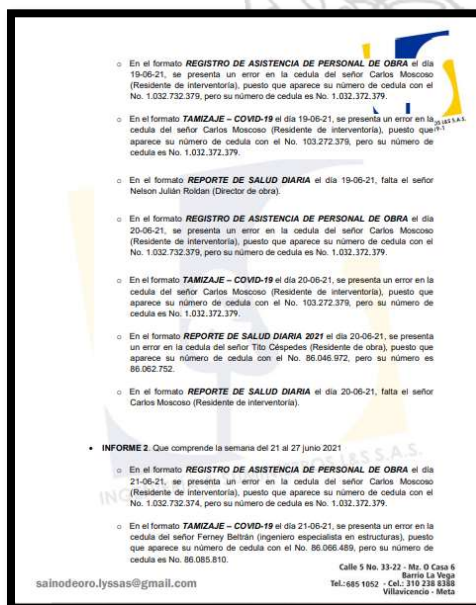 o En el formato REGISTRO DE ASISTENCIA DE PERSONAL DE OBRA el día
19-06-21, se presenta un error en la cedula del señor Carlos Moscoso
(Residente de interventoría), puesto que aparece su número de cedula con el
No. 1.032.732.379, pero su número de cedula es No. 1.032.372.379.
o En el formato TAMIZAJE – COVID-19 el día 19-06-21, se presenta un error en la
cedula del señor Carlos Moscoso (Residente de interventoría), puesto que
aparece su número de cedula con el No. 103.272.379, pero su número de
cedula es No. 1.032.372.379.
o En el formato REPORTE DE SALUD DIARIA el día 19-06-21, falta el señor
Nelson Julián Roldan (Director de obra).
o En el formato REGISTRO DE ASISTENCIA DE PERSONAL DE OBRA el día
20-06-21, se presenta un error en la cedula del señor Carlos Moscoso
(Residente de interventoría), puesto que aparece su número de cedula con el
No. 1.032.732.379, pero su número de cedula es No. 1.032.372.379.
o En el formato TAMIZAJE – COVID-19 el día 20-06-21, se presenta un error en la
cedula del señor Carlos Moscoso (Residente de interventoría), puesto que
aparece su número de cedula con el No. 103.272.379, pero su número de
cedula es No. 1.032.372.379.
o En el formato REPORTE DE SALUD DIARIA 2021 el día 20-06-21, se presenta
un error en la cedula del señor Tito Céspedes (Residente de obra), puesto que
aparece su número de cedula con el No. 86.046.972, pero su número es
86.062.752.
o En el formato REPORTE DE SALUD DIARIA el día 20-06-21, falta el señor
Carlos Moscoso (Residente de interventoría).
• INFORME 2. Que comprende la semana del 21 al 27 junio 2021
o En el formato REGISTRO DE ASISTENCIA DE PERSONAL DE OBRA el día
21-06-21, se presenta un error en la cedula del señor Carlos Moscoso
(Residente de interventoría), puesto que aparece su número de cedula con el
No. 1.032.732.374, pero su número de cedula es No. 1.032.372.379.
o En el formato TAMIZAJE – COVID-19 el día 21-06-21, se presenta un error en la
cedula del señor Ferney Beltrán (ingeniero especialista en estructuras), puesto
que aparece su número de cedula con el No. 86.066.489, pero su número de
cedula es No. 86.085.810.
Calle 5 No. 33-22 - Mz. O Casa 6
Barrio La Vega
sainodeoro.lyssas@gmail.com Tel.:685 1052 - Cel.: 310 238 8388
Villavicencio - Meta